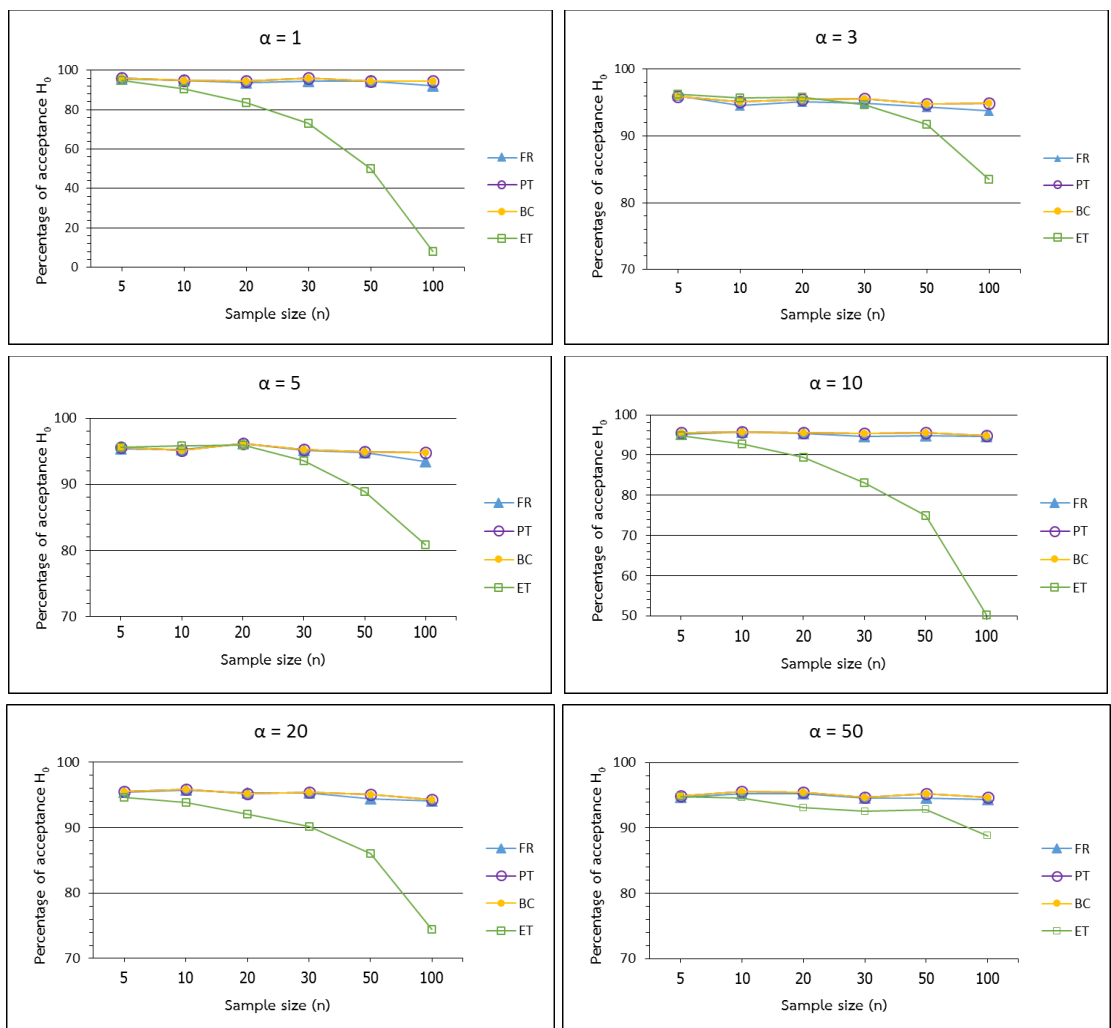 α = 1
Percentage of acceptance H₀
100
80
60
40
20
0
5 10 20 30 50 100
Sample size (n)
FR
PT
BC
ET
α = 3
Percentage of acceptance H₀
100
90
80
70
5 10 20 30 50 100
Sample size (n)
FR
PT
BC
ET
α = 5
Percentage of acceptance H₀
100
90
80
70
5 10 20 30 50 100
Sample size (n)
FR
PT
BC
ET
α = 10
Percentage of acceptance H₀
100
90
80
70
60
50
5 10 20 30 50 100
Sample size (n)
FR
PT
BC
ET
α = 20
Percentage of acceptance H₀
100
90
80
70
5 10 20 30 50 100
Sample size (n)
FR
PT
BC
ET
α = 50
Percentage of acceptance H₀
100
90
80
70
5 10 20 30 50 100
Sample size (n)
FR
PT
BC
ET